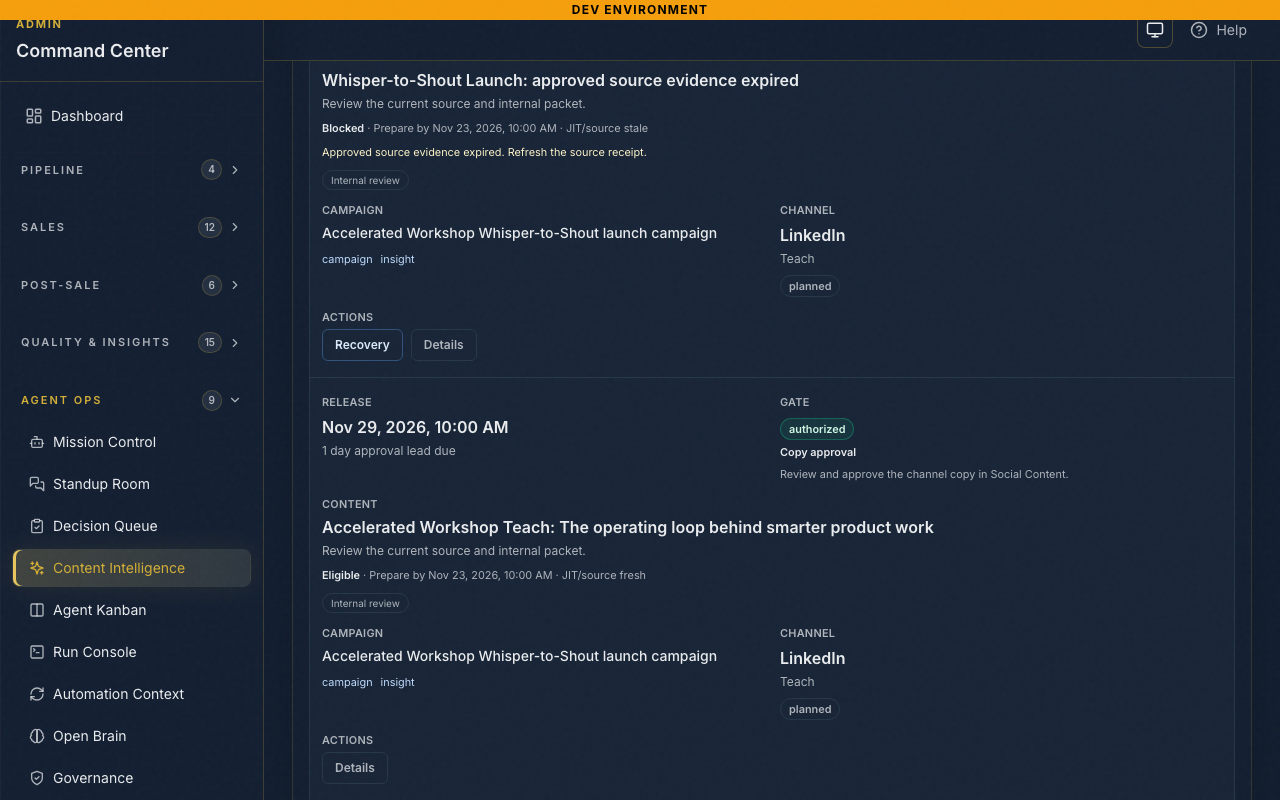 DEV ENVIRONMENT
ADMIN
Command Center
Dashboard
PIPELINE 4
SALES 12
POST-SALE 6
QUALITY & INSIGHTS 15
AGENT OPS 9
Mission Control
Standup Room
Decision Queue
Content Intelligence
Agent Kanban
Run Console
Automation Context
Open Brain
Governance
Help
Whisper-to-Shout Launch: approved source evidence expired
Review the current source and internal packet.
Blocked · Prepare by Nov 23, 2026, 10:00 AM · JIT/source stale
Approved source evidence expired. Refresh the source receipt.
Internal review
CAMPAIGN
Accelerated Workshop Whisper-to-Shout launch campaign
campaign insight
CHANNEL
LinkedIn
Teach
planned
ACTIONS
Recovery Details
RELEASE
Nov 29, 2026, 10:00 AM
1 day approval lead due
GATE
authorized
Copy approval
Review and approve the channel copy in Social Content.
CONTENT
Accelerated Workshop Teach: The operating loop behind smarter product work
Review the current source and internal packet.
Eligible · Prepare by Nov 23, 2026, 10:00 AM · JIT/source fresh
Internal review
CAMPAIGN
Accelerated Workshop Whisper-to-Shout launch campaign
campaign insight
CHANNEL
LinkedIn
Teach
planned
ACTIONS
Details